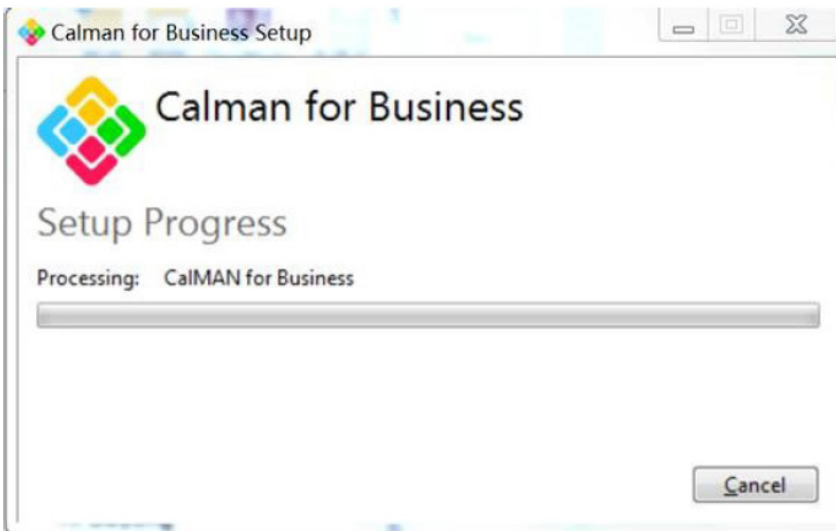 Calman for Business Setup
Calman for Business
Setup Progress
Processing: CalMAN for Business
Cancel